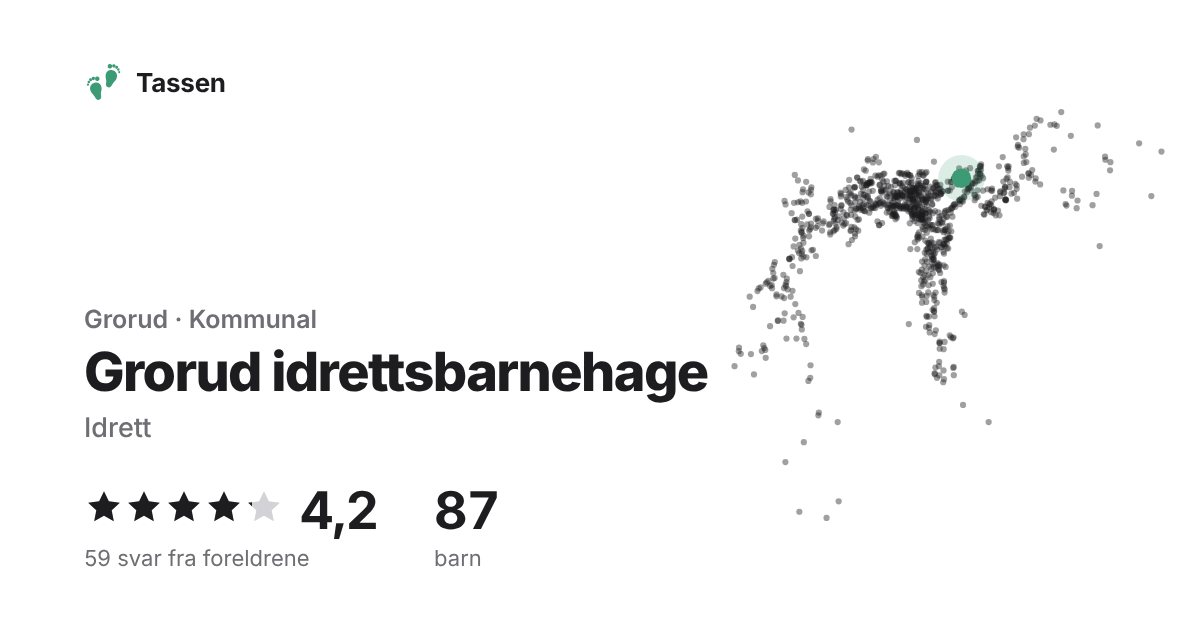 Tassen
Grorud · Kommunal
Grorud idrettsbarnehage
Idrett
4,2
87
59 svar fra foreldrene
barn